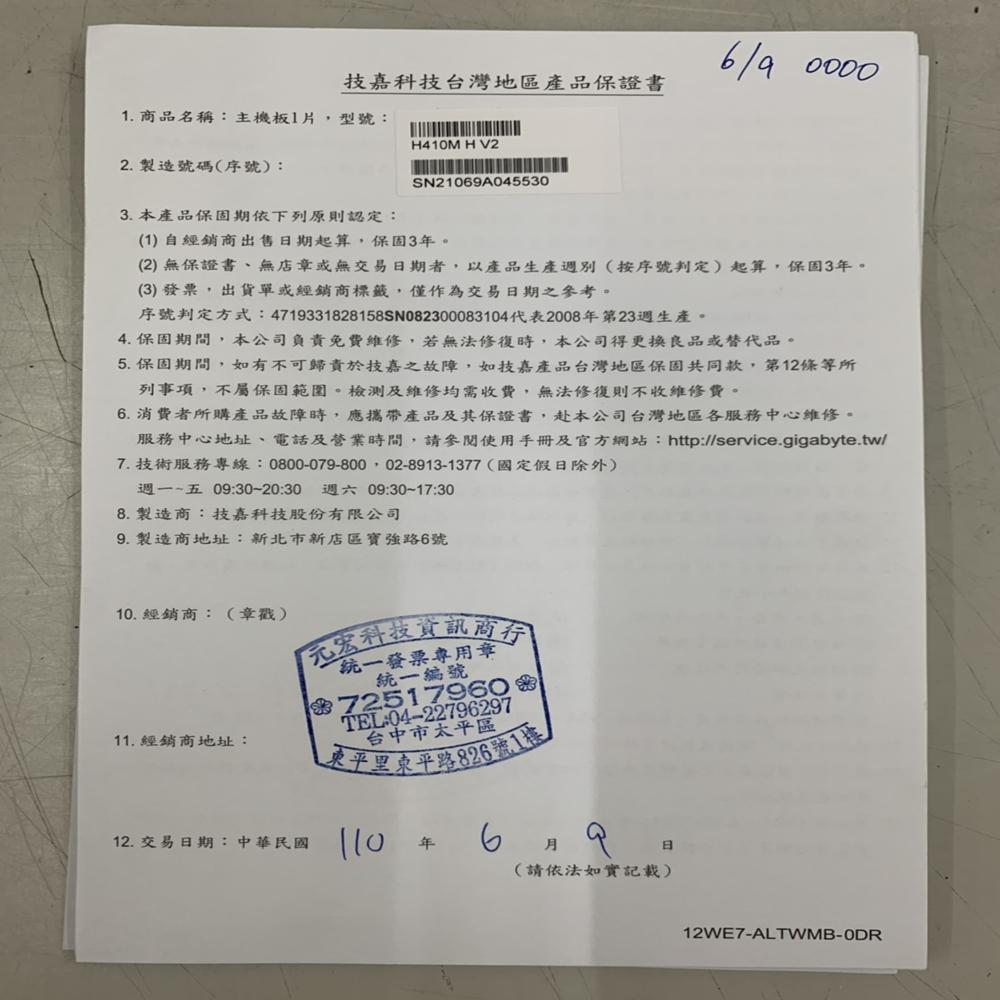 6/9 0000
技嘉科技台灣地區產品保證書
1. 商品名稱：主機板1片，型號：
H410M H V2
2. 製造號碼(序號)：
SN21069A045530
3. 本產品保固期依下列原則認定：
(1) 自經銷商出售日期起算，保固3年。
(2) 無保證書、無店章或無交易日期者，以產品生產週別（按序號判定）起算，保固3年。
(3) 發票，出貨單或經銷商標籤，僅作為交易日期之參考。
序號判定方式：4719331828158SN082300083104代表2008年第23週生產。
4. 保固期間，本公司負責免費維修，若無法修復時，本公司得更換良品或替代品。
5. 保固期間，如有不可歸責於技嘉之故障，如技嘉產品台灣地區保固共同款，第12條等所
列事項，不屬保固範圍。檢測及維修均需收費，無法修復則不收維修費。
6. 消費者所購產品故障時，應攜帶產品及其保證書，赴本公司台灣地區各服務中心維修。
服務中心地址、電話及營業時間，請參閱使用手冊及官方網站：http://service.gigabyte.tw/
7. 技術服務專線：0800-079-800，02-8913-1377（國定假日除外）
週一~五 09:30~20:30 週六 09:30~17:30
8. 製造商：技嘉科技股份有限公司
9. 製造商地址：新北市新店區寶強路6號
10. 經銷商：（章戳）
元宏科技資訊商行
統一發票專用章
統一編號
72517960
TEL:04-22796297
台中市太平區
東平里東平路826號1樓
11. 經銷商地址：
12. 交易日期：中華民國 110 年 6 月 9 日
（請依法如實記載）
12WE7-ALTWMB-0DR